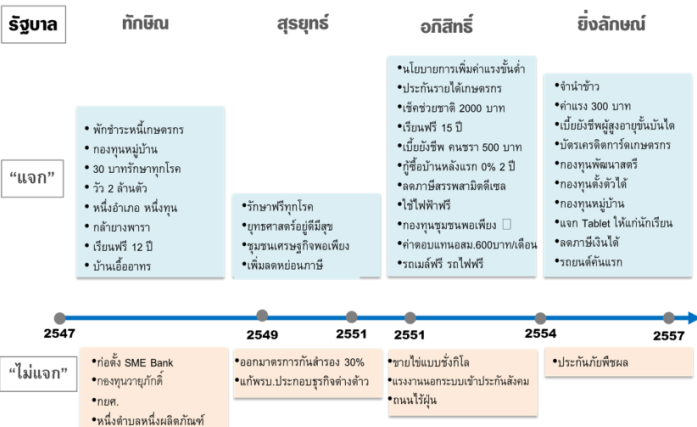 รัฐบาล
ทักษิณ
สุรยุทธ์
อภิสิทธิ์
ยิ่งลักษณ์
"แจก"
• พักชำระหนี้เกษตรกร
• กองทุนหมู่บ้าน
• 30 บาทรักษาทุกโรค
• วัว 2 ล้านตัว
• หนึ่งอำเภอ หนึ่งทุน
• กล้ายางพารา
• เรียนฟรี 12 ปี
• บ้านเอื้ออาทร
•รักษาฟรีทุกโรค
•ยุทธศาสตร์อยู่ดีมีสุข
•ชุมชนเศรษฐกิจพอเพียง
•เพิ่มลดหย่อนภาษี
•นโยบายการเพิ่มค่าแรงขั้นต่ำ
•ประกันรายได้เกษตรกร
•เช็คช่วยชาติ 2000 บาท
•เรียนฟรี 15 ปี
•เบี้ยยังชีพ คนชรา 500 บาท
•กู้ซื้อบ้านหลังแรก 0% 2 ปี
•ลดภาษีสรรพสามิตดีเซล
•ใช้ไฟฟ้าฟรี
•กองทุนชุมชนพอเพียง □
•ค่าตอบแทนอสม.600บาท/เดือน
•รถเมล์ฟรี รถไฟฟรี
•จำนำข้าว
•ค่าแรง 300 บาท
•เบี้ยยังชีพผู้สูงอายุขั้นบันได
•บัตรเครดิตการ์ดเกษตรกร
•กองทุนพัฒนาสตรี
•กองทุนตั้งตัวได้
•กองทุนหมู่บ้าน
•แจก Tablet ให้แก่นักเรียน
•ลดภาษีเงินได้
•รถยนต์คันแรก
2547
2549
2551
2551
2554
2557
"ไม่แจก"
•ก่อตั้ง SME Bank
•กองทุนวายุภักดิ์
•กยศ.
•หนึ่งตำบลหนึ่งผลิตภัณฑ์
•ออกมาตรการกันสำรอง 30%
•แก้พรบ.ประกอบธุรกิจต่างด้าว
•ขายไข่แบบชั่งกิโล
•แรงงานนอกระบบเข้าประกันสังคม
•ถนนไร้ฝุ่น
•ประกันภัยพืชผล